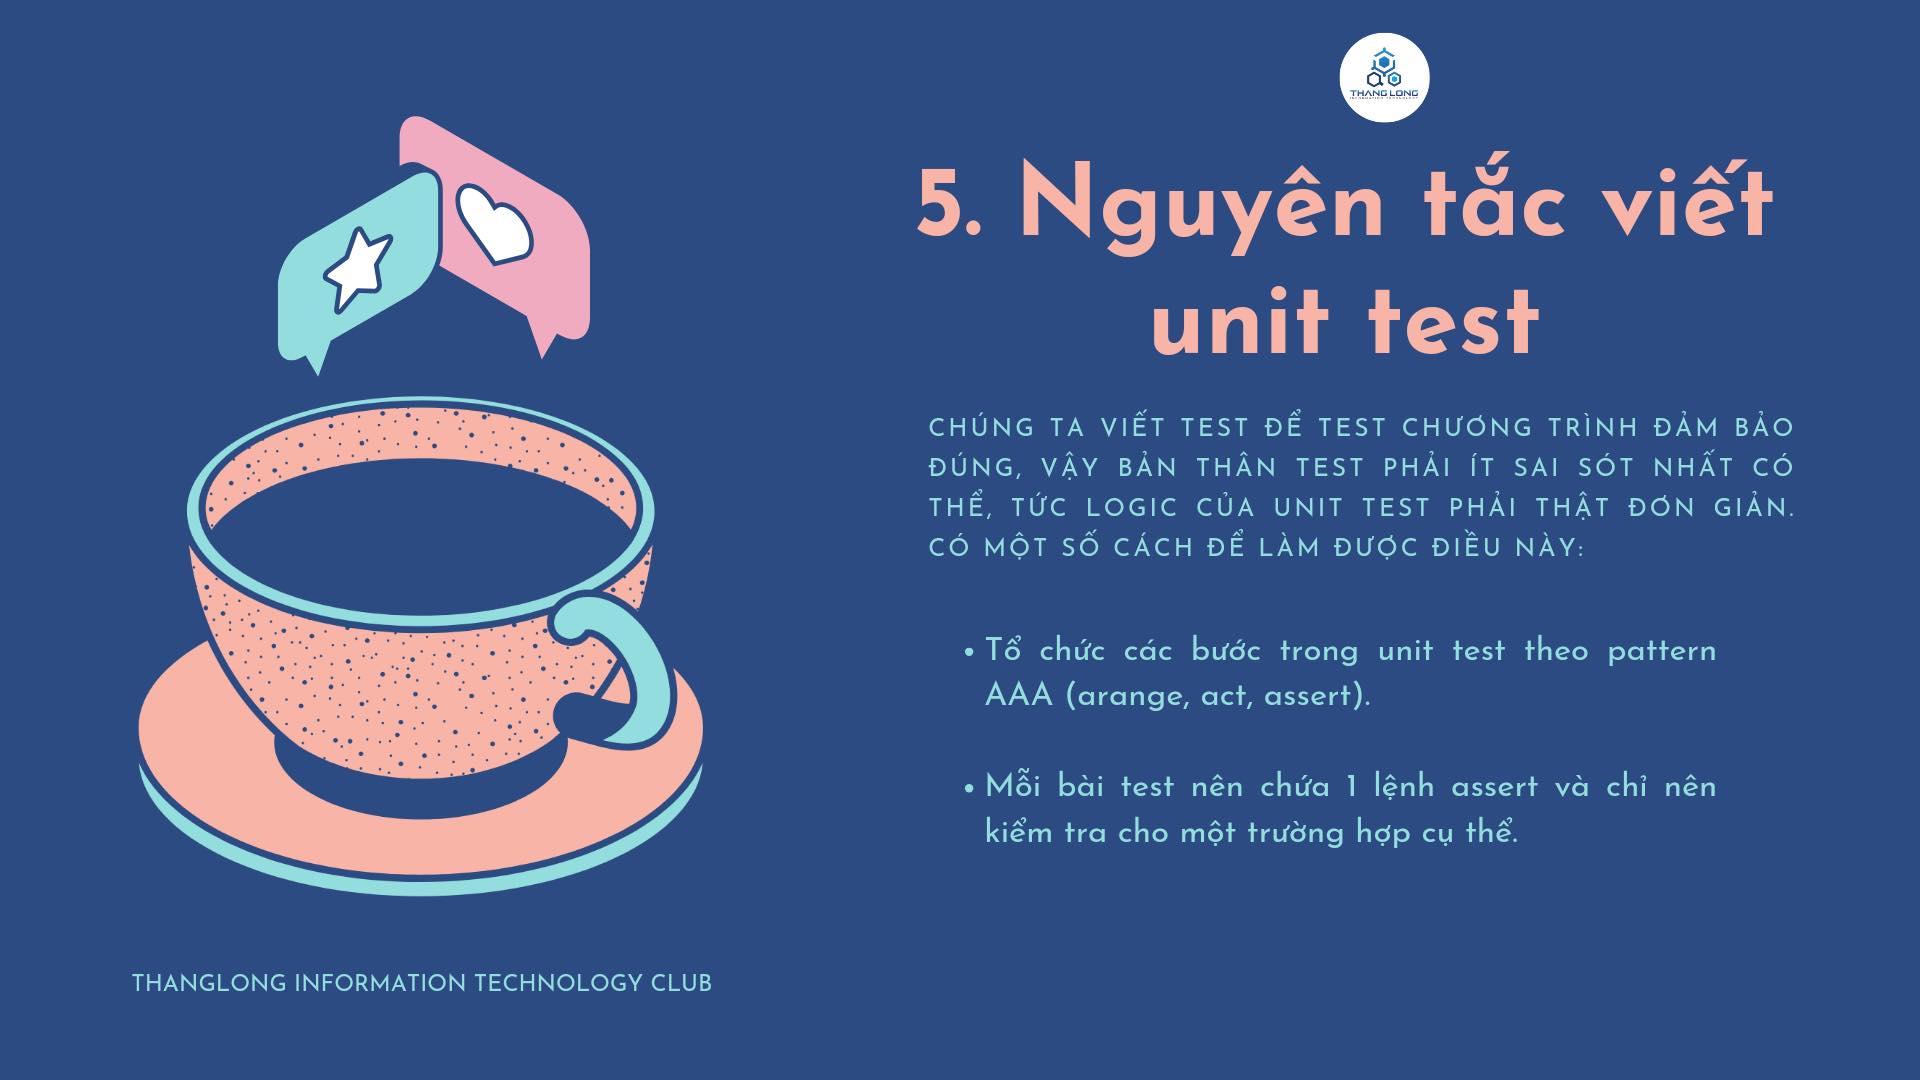 THANG LONG
INFORMATION TECHNOLOGY
5. Nguyên tắc viết
unit test
CHÚNG TA VIẾT TEST ĐỂ TEST CHƯƠNG TRÌNH ĐẢM BẢO
ĐÚNG, VẬY BẢN THÂN TEST PHẢI ÍT SAI SÓT NHẤT CÓ
THỂ, TỨC LOGIC CỦA UNIT TEST PHẢI THẬT ĐƠN GIẢN.
CÓ MỘT SỐ CÁCH ĐỂ LÀM ĐƯỢC ĐIỀU NÀY:
• Tổ chức các bước trong unit test theo pattern
AAA (arange, act, assert).
• Mỗi bài test nên chứa 1 lệnh assert và chỉ nên
kiểm tra cho một trường hợp cụ thể.
THANGLONG INFORMATION TECHNOLOGY CLUB